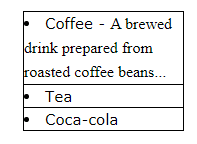 • Coffee - A brewed
drink prepared from
roasted coffee beans...
• Tea
• Coca-cola